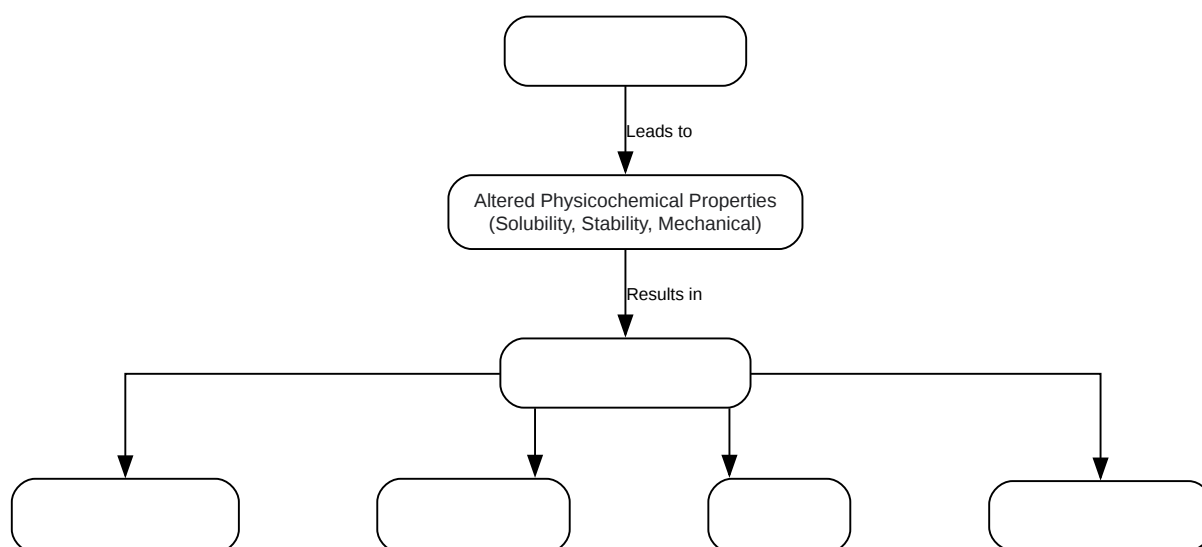 Leads to
Altered Physicochemical Properties
(Solubility, Stability, Mechanical)
Results in